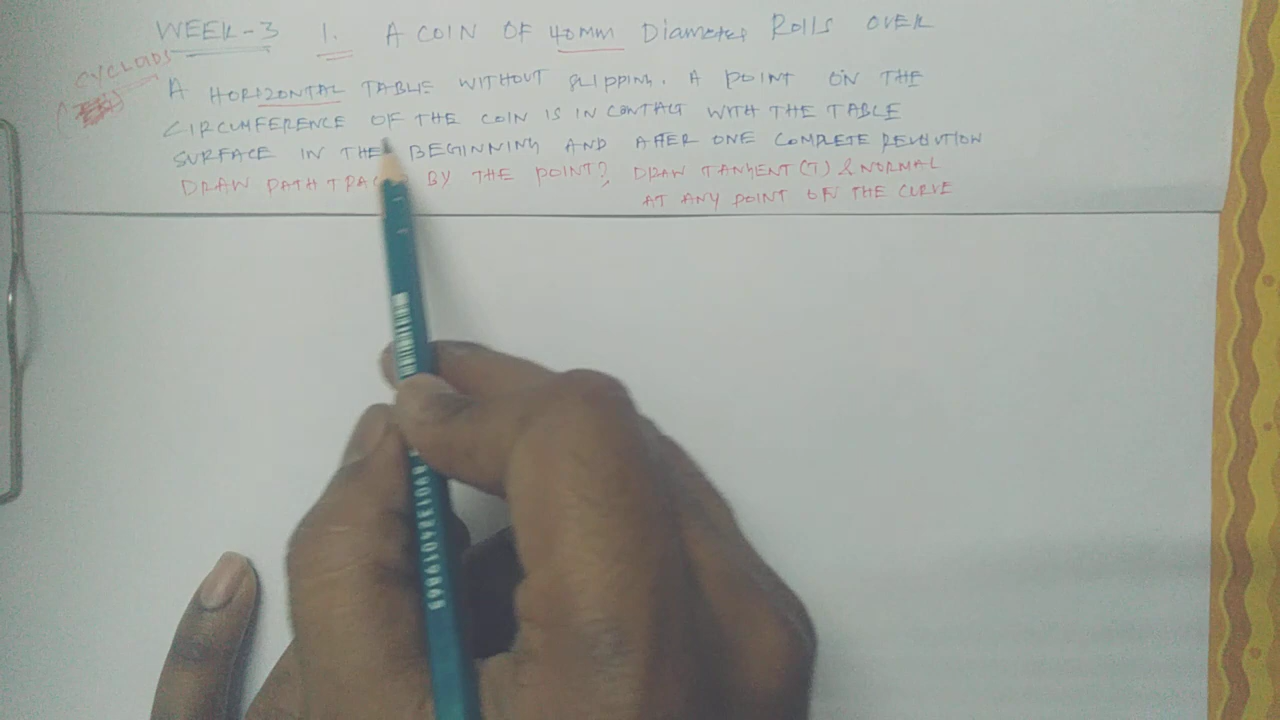 WEEK-3 1. A COIN OF 40MM Diameter Rolls OVER
CYCLOIDS
A HORIZONTAL TABLE WITHOUT SLIPPING. A POINT ON THE
CIRCUMFERENCE OF THE COIN IS IN CONTACT WITH THE TABLE
SURFACE IN THE BEGINNING AND AFTER ONE COMPLETE REVOLUTION
DRAW PATH BY THE POINT? DRAW TANGENT(T) & NORMAL
AT ANY POINT ON THE CURVE
8901324019865